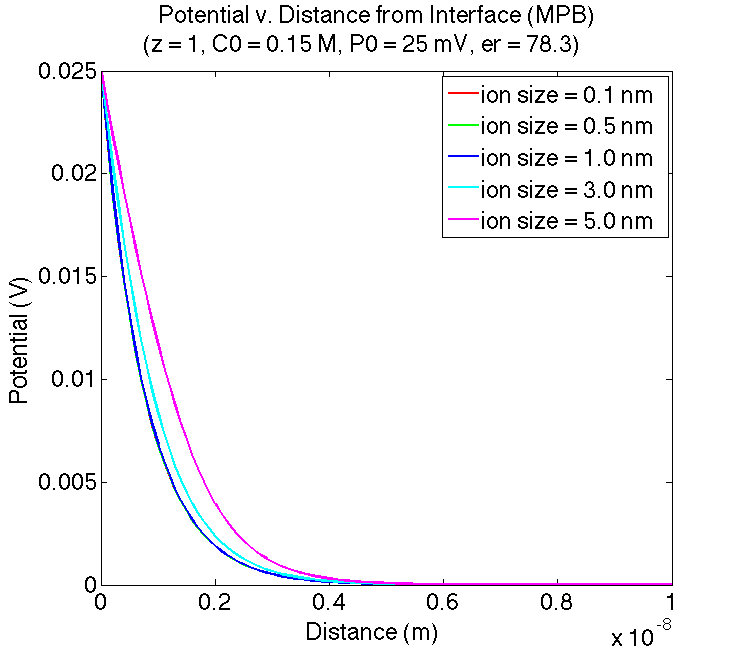 Potential v. Distance from Interface (MPB)
(z = 1, C0 = 0.15 M, P0 = 25 mV, er = 78.3)
0.025
0.02
0.015
0.01
0.005
0
Potential (V)
ion size = 0.1 nm
ion size = 0.5 nm
ion size = 1.0 nm
ion size = 3.0 nm
ion size = 5.0 nm
0 0.2 0.4 0.6 0.8 1
Distance (m)
x 10^-8